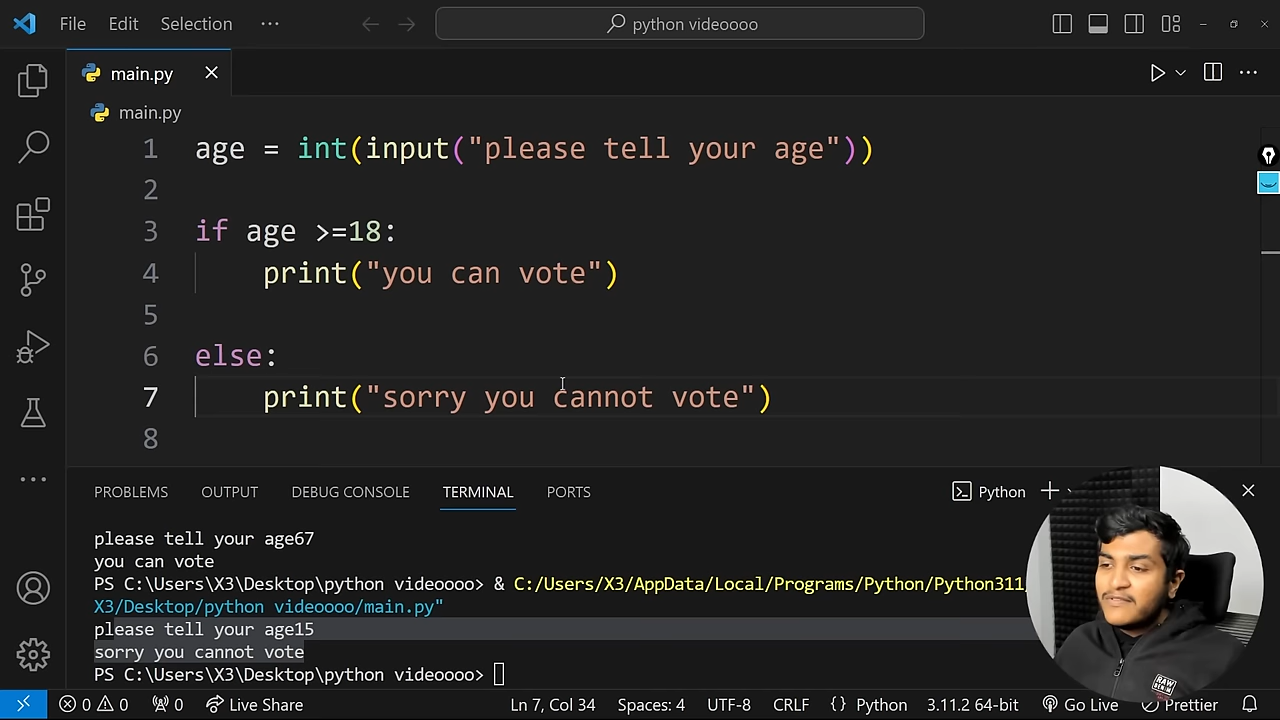 File Edit Selection ··· python videoooo
main.py
main.py
1 age = int(input("please tell your age"))
2
3 if age >=18:
4 print("you can vote")
5
6 else:
7 print("sorry you cannot vote")
8
PROBLEMS OUTPUT DEBUG CONSOLE TERMINAL PORTS Python
please tell your age67
you can vote
PS C:\Users\X3\Desktop\python videoooo> & C:/Users/X3/AppData/Local/Programs/Python/Python311/
X3/Desktop/python videoooo/main.py"
please tell your age15
sorry you cannot vote
PS C:\Users\X3\Desktop\python videoooo>
RAW
0 0 0 Live Share Ln 7, Col 34 Spaces: 4 UTF-8 CRLF {} Python 3.11.2 64-bit Go Live Prettier